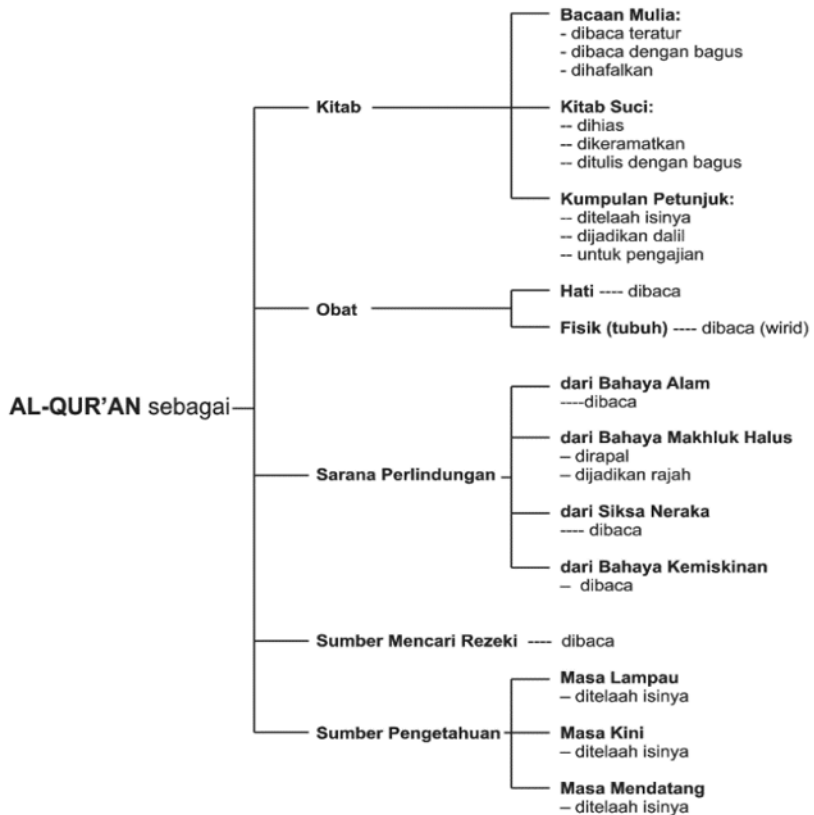 Bacaan Mulia:
- dibaca teratur
- dibaca dengan bagus
- dihafalkan
Kitab
Kitab Suci:
-- dihias
-- dikeramatkan
-- ditulis dengan bagus
Kumpulan Petunjuk:
-- ditelaah isinya
-- dijadikan dalil
-- untuk pengajian
Obat
Hati ---- dibaca
Fisik (tubuh) ---- dibaca (wirid)
AL-QUR’AN sebagai
Sarana Perlindungan
dari Bahaya Alam
----dibaca
dari Bahaya Makhluk Halus
– dirapal
– dijadikan rajah
dari Siksa Neraka
---- dibaca
dari Bahaya Kemiskinan
– dibaca
Sumber Mencari Rezeki ---- dibaca
Sumber Pengetahuan
Masa Lampau
– ditelaah isinya
Masa Kini
– ditelaah isinya
Masa Mendatang
– ditelaah isinya